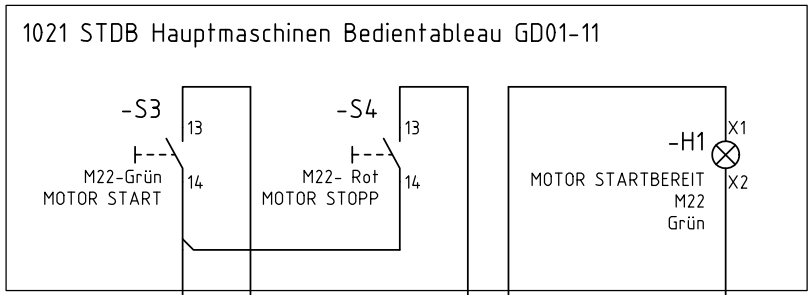 1021 STDB Hauptmaschinen Bedientableau GD01-11
-S3
13
M22-Grün
14
MOTOR START
-S4
13
M22- Rot
14
MOTOR STOPP
X1
-H1
MOTOR STARTBEREIT
X2
M22
Grün